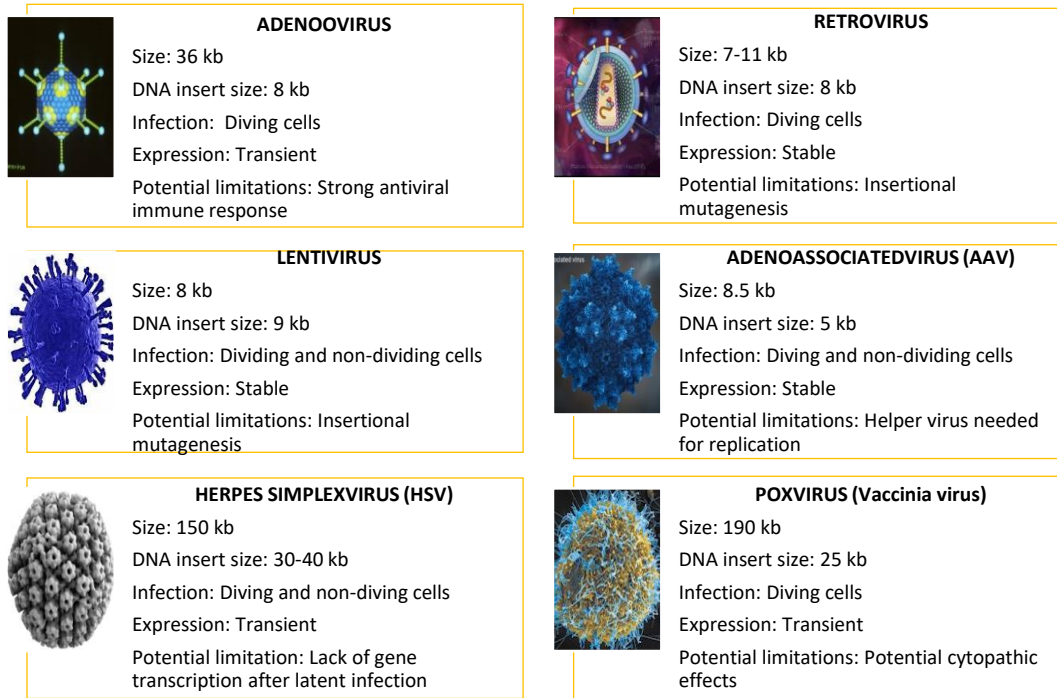 ADENOOVIRUS
Size: 36 kb
DNA insert size: 8 kb
Infection:  Diving cells
Expression: Transient
Potential limitations: Strong antiviral
immune response
RETROVIRUS
Size: 7-11 kb
DNA insert size: 8 kb
Infection: Diving cells
Expression: Stable
Potential limitations: Insertional
mutagenesis
LENTIVIRUS
Size: 8 kb
DNA insert size: 9 kb
Infection: Dividing and non-dividing cells
Expression: Stable
Potential limitations: Insertional
mutagenesis
ociated virus
ADENOASSOCIATEDVIRUS (AAV)
Size: 8.5 kb
DNA insert size: 5 kb
Infection: Diving and non-dividing cells
Expression: Stable
Potential limitations: Helper virus needed
for replication
HERPES SIMPLEXVIRUS (HSV)
Size: 150 kb
DNA insert size: 30-40 kb
Infection: Diving and non-diving cells
Expression: Transient
Potential limitation: Lack of gene
transcription after latent infection
POXVIRUS (Vaccinia virus)
Size: 190 kb
DNA insert size: 25 kb
Infection: Diving cells
Expression: Transient
Potential limitations: Potential cytopathic
effects